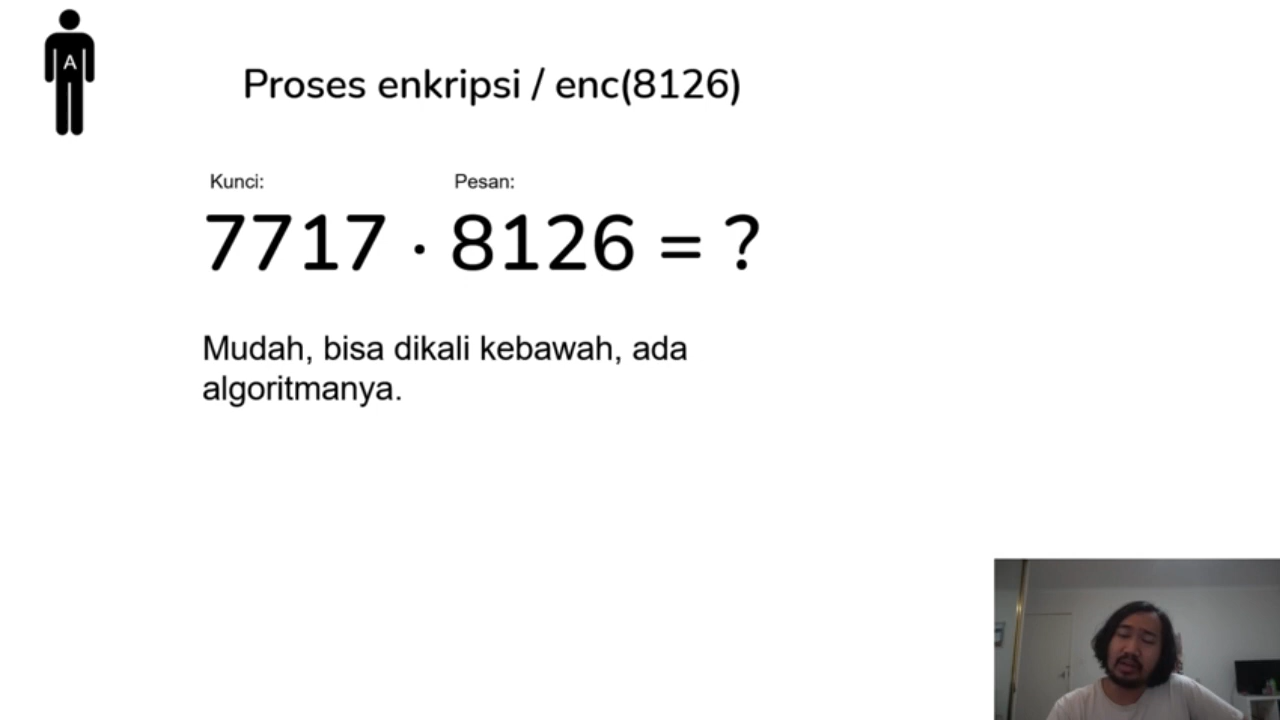 A
Proses enkripsi / enc(8126)
Kunci:
Pesan:
7717 · 8126 = ?
Mudah, bisa dikali kebawah, ada
algoritmanya.